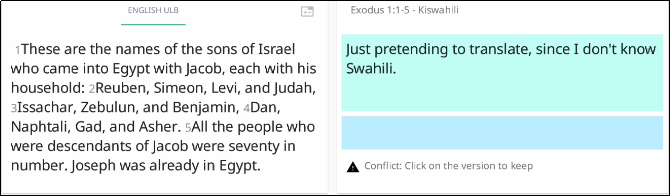 ENGLISH ULB
1These are the names of the sons of Israel
who came into Egypt with Jacob, each with his
household: 2Reuben, Simeon, Levi, and Judah,
3Issachar, Zebulun, and Benjamin, 4Dan,
Naphtali, Gad, and Asher. 5All the people who
were descendants of Jacob were seventy in
number. Joseph was already in Egypt.
Exodus 1:1-5 - Kiswahili
Just pretending to translate, since I don't know
Swahili.
Conflict: Click on the version to keep